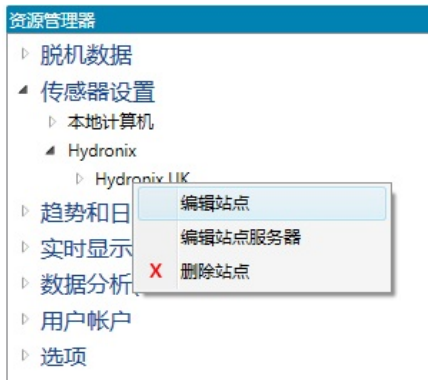 资源管理器
脱机数据
传感器设置
本地计算机
Hydronix
Hydronix UK
编辑站点
趋势和日
编辑站点服务器
实时显示
X 删除站点
数据分析
用户帐户
选项